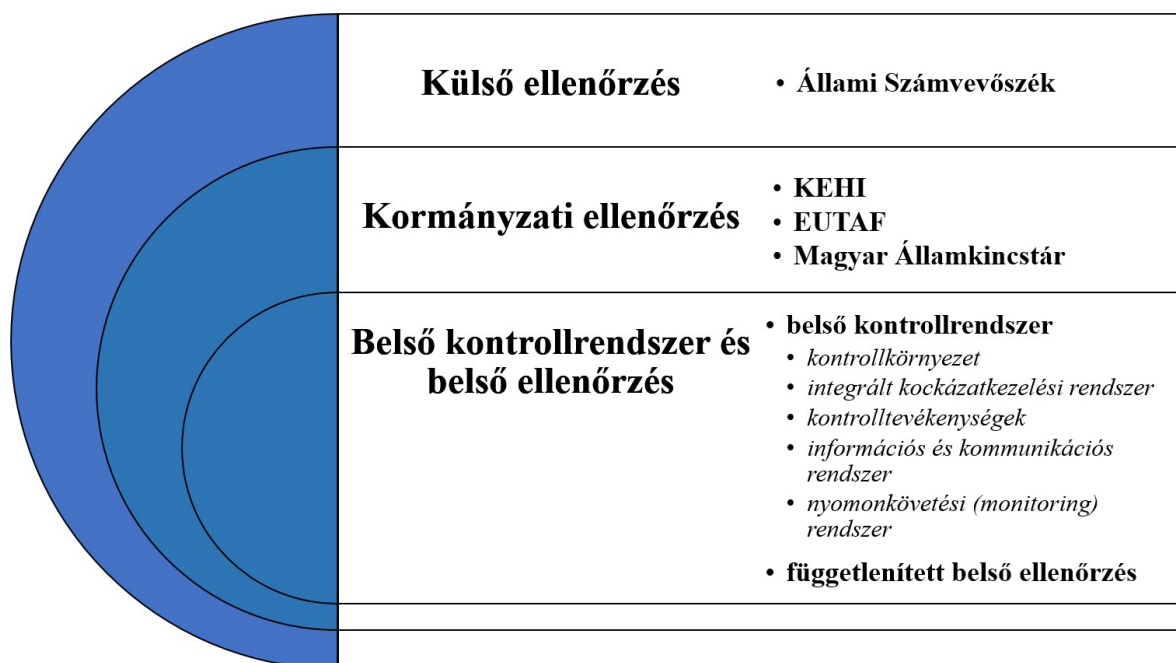 Külső ellenőrzés
• Állami Számvevőszék
Kormányzati ellenőrzés
• KEHI
• EUTAF
• Magyar Államkincstár
Belső kontrollrendszer és
belső ellenőrzés
• belső kontrollrendszer
• kontrollkörnyezet
• integrált kockázatkezelési rendszer
• kontrolltevékenységek
• információs és kommunikációs
rendszer
• nyomonkövetési (monitoring)
rendszer
• függetlenített belső ellenőrzés